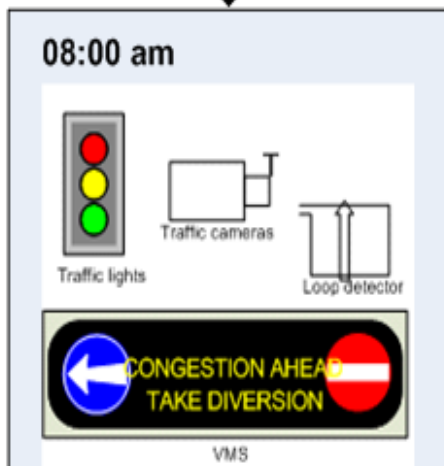 08:00 am
Traffic cameras
Traffic lights
Loop detector
CONGESTION AHEAD
TAKE DIVERSION
VMS